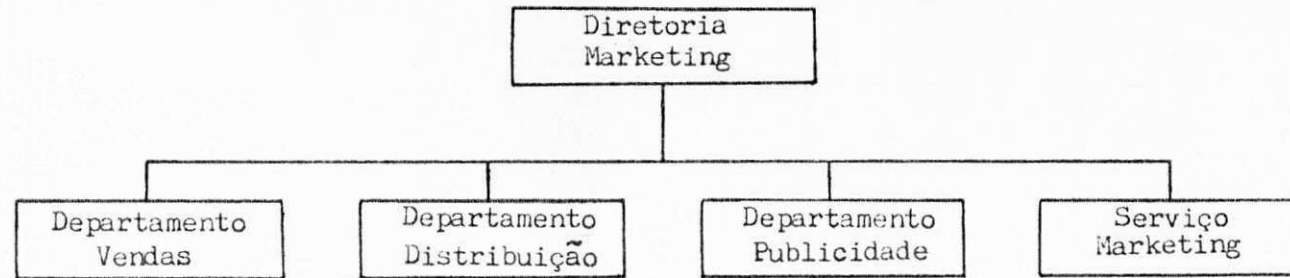 Diretoria
Marketing
Departamento
Vendas
Departamento
Distribuição
Departamento
Publicidade
Serviço
Marketing